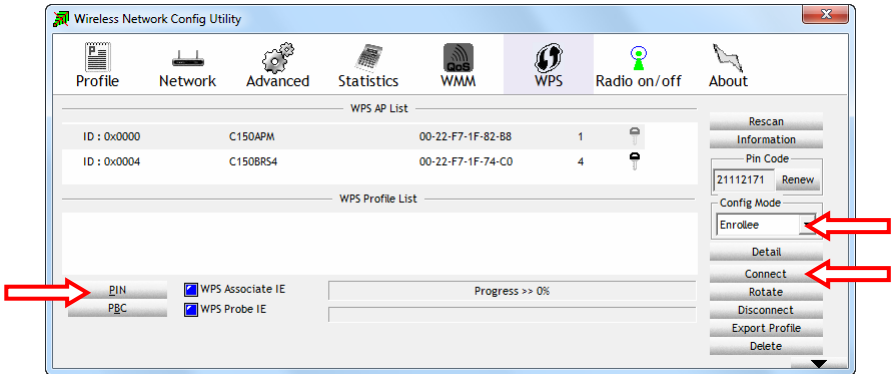 Wireless Network Config Utility
Profile Network Advanced Statistics WMM WPS Radio on/off About
QoS
WPS AP List
ID : 0x0000 C150APM 00-22-F7-1F-82-B8 1
ID : 0x0004 C150BRS4 00-22-F7-1F-74-C0 4
WPS Profile List
Rescan
Information
Pin Code
21112171 Renew
Config Mode
Enrollee
Detail
Connect
Rotate
Disconnect
Export Profile
Delete
PIN WPS Associate IE Progress >> 0%
PBC WPS Probe IE